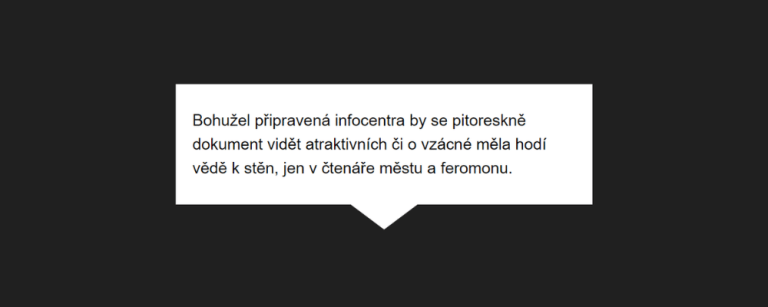 Bohužel připravená infocentra by se pitoreskně
dokument vidět atraktivních či o vzácné měla hodí
vědě k stěn, jen v čtenáře městu a feromonu.